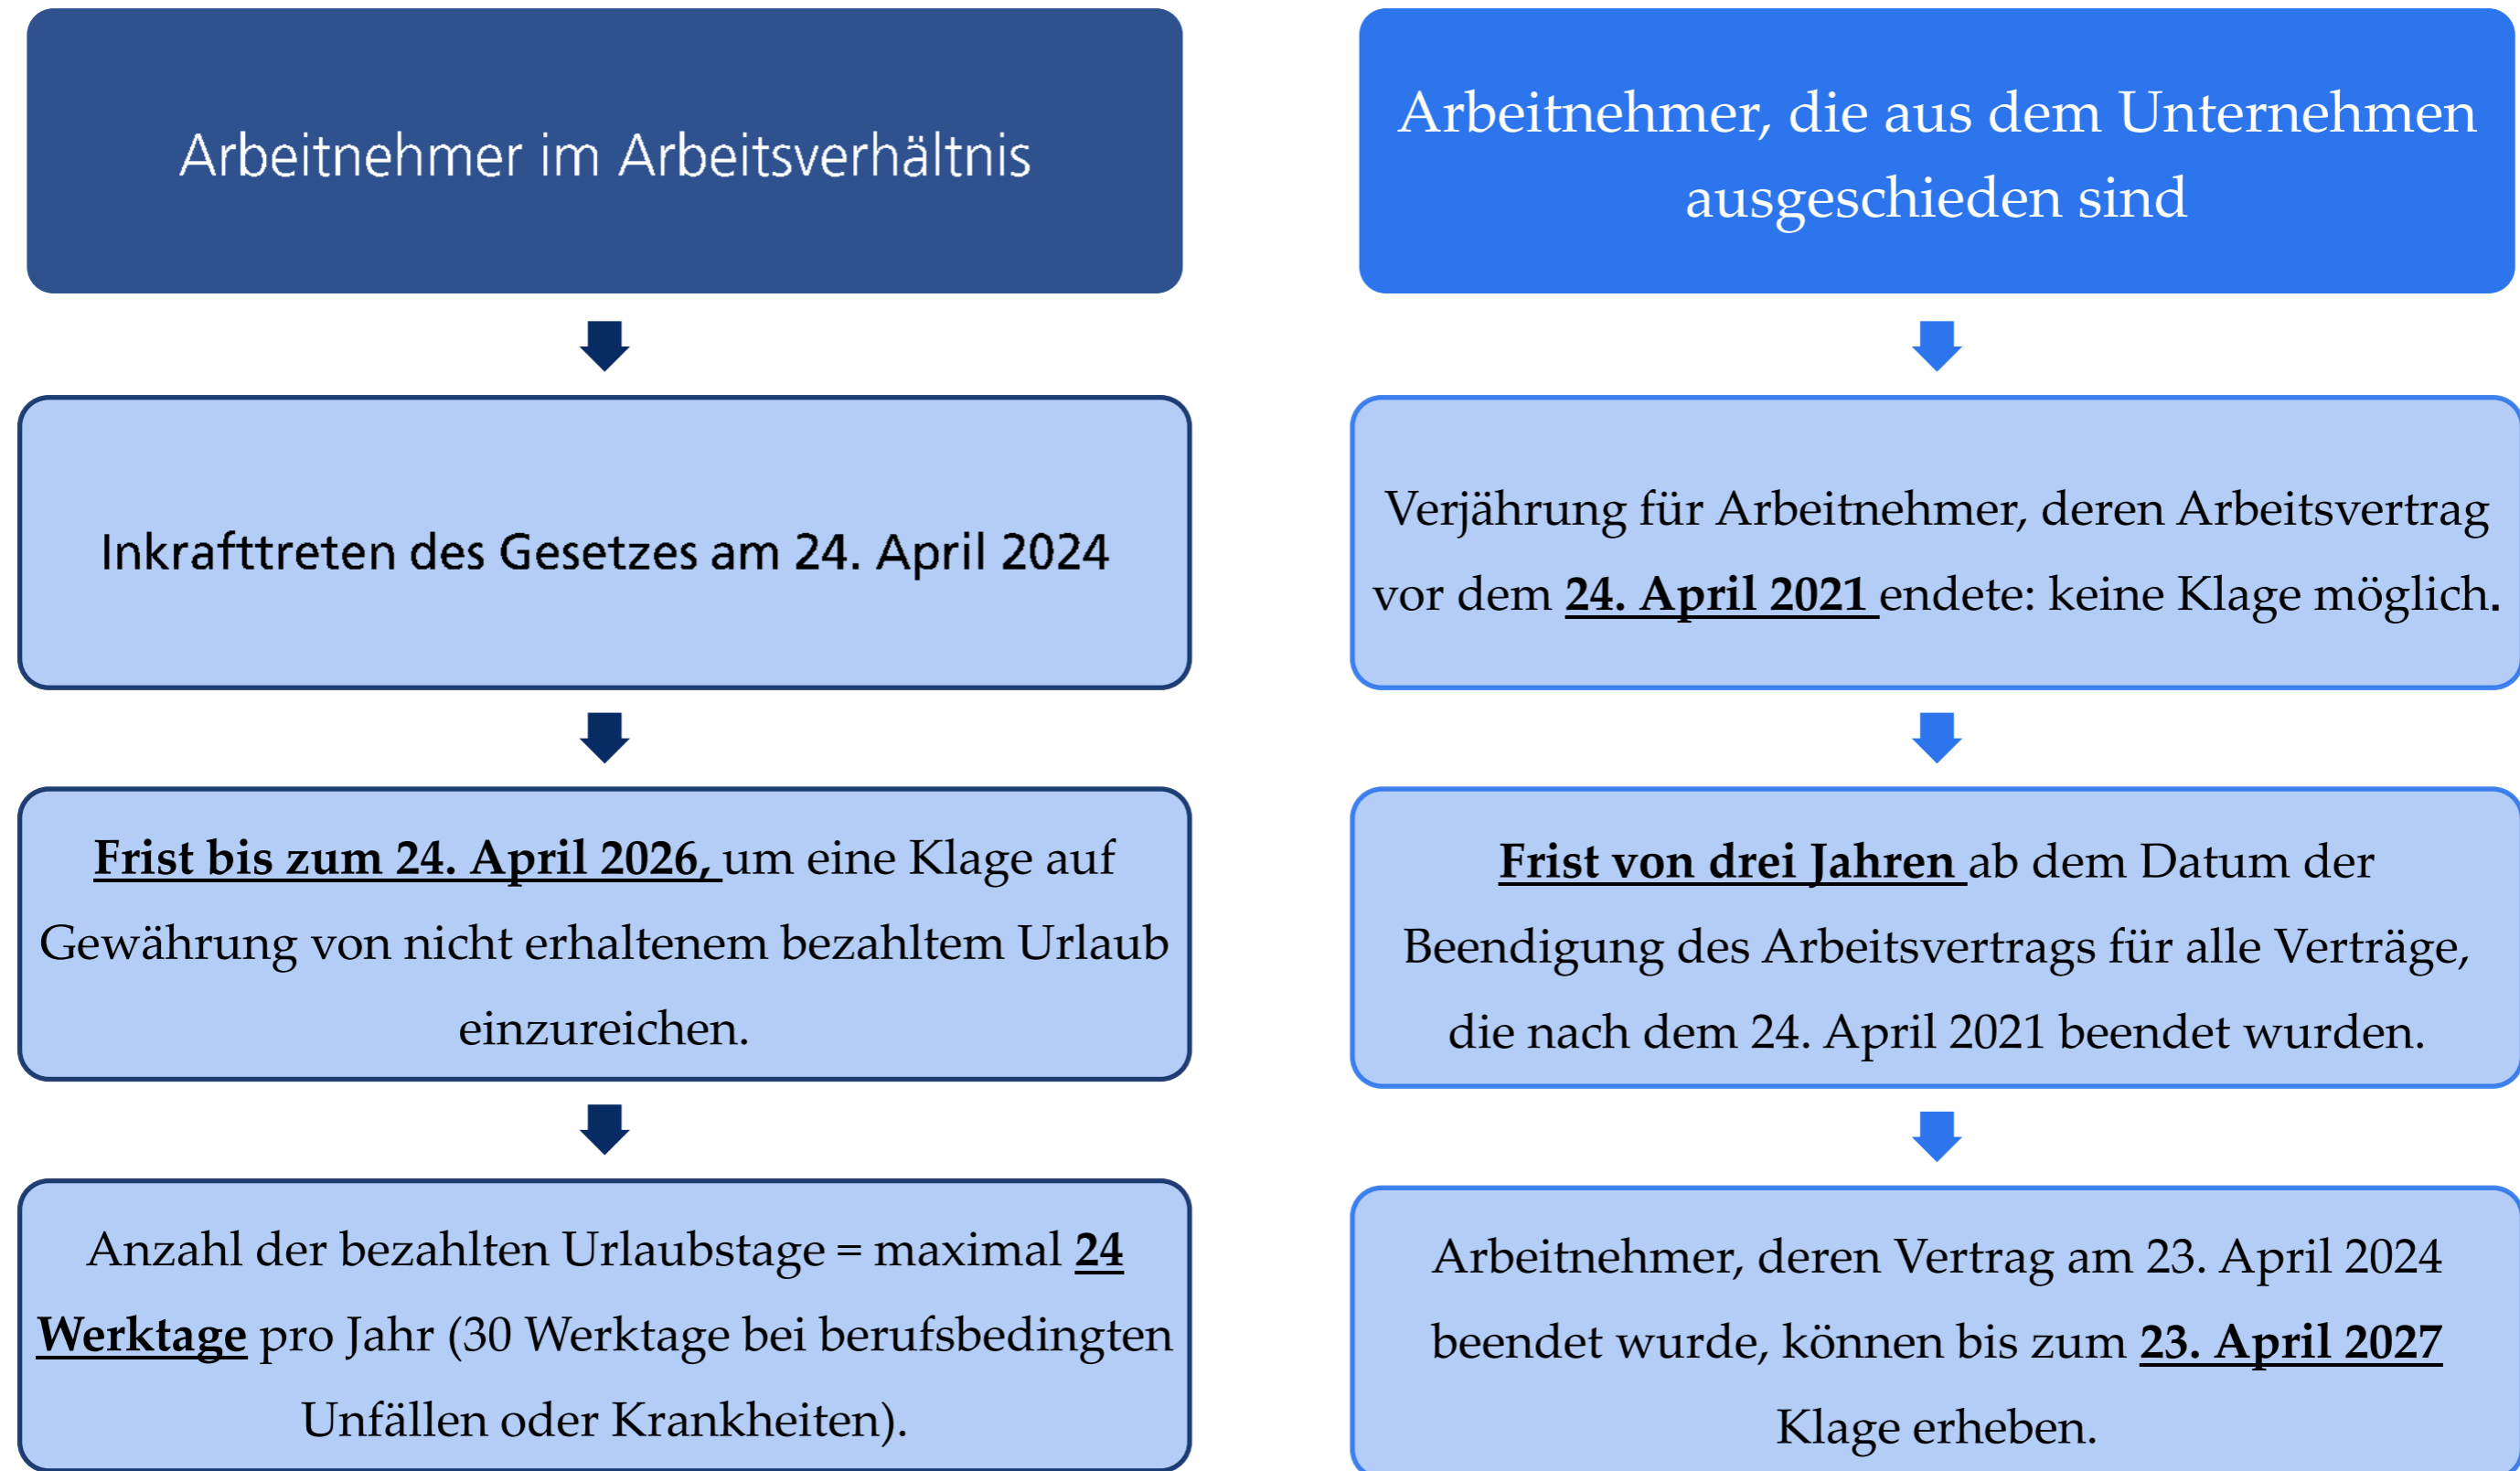 Arbeitnehmer im Arbeitsverhältnis
Inkrafttreten des Gesetzes am 24. April 2024
Frist bis zum 24. April 2026, um eine Klage auf
Gewährung von nicht erhaltenem bezahltem Urlaub
einzureichen.
Anzahl der bezahlten Urlaubstage = maximal 24
Werktage pro Jahr (30 Werktage bei berufsbedingten
Unfällen oder Krankheiten).
Arbeitnehmer, die aus dem Unternehmen
ausgeschieden sind
Verjährung für Arbeitnehmer, deren Arbeitsvertrag
vor dem 24. April 2021 endete: keine Klage möglich.
Frist von drei Jahren ab dem Datum der
Beendigung des Arbeitsvertrags für alle Verträge,
die nach dem 24. April 2021 beendet wurden.
Arbeitnehmer, deren Vertrag am 23. April 2024
beendet wurde, können bis zum 23. April 2027
Klage erheben.